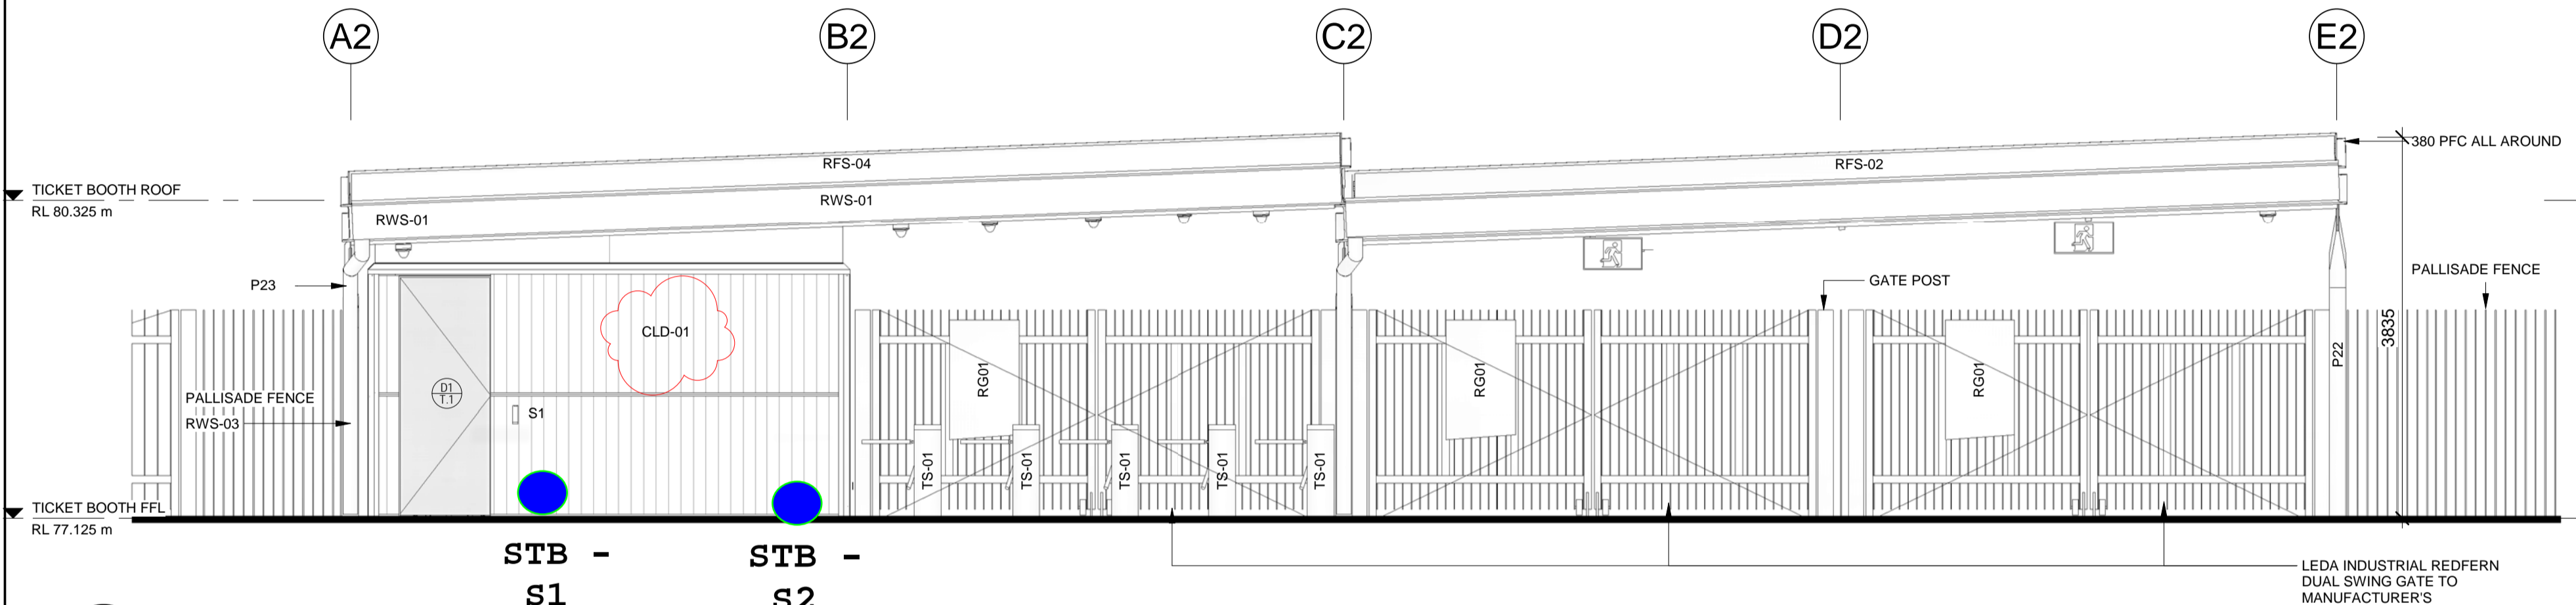 A2
B2
C2
D2
E2
RFS-04
RFS-02
380 PFC ALL AROUND
TICKET BOOTH ROOF
RL 80.325 m
RWS-01
RWS-01
P23
GATE POST
PALLISADE FENCE
CLD-01
3835
RG01
RG01
RG01
P22
D1
T.1
PALLISADE FENCE
RWS-03
S1
TS-01
TS-01
TS-01
TS-01
TS-01
TICKET BOOTH FFL
RL 77.125 m
STB -
S1
STB -
S2
LEDA INDUSTRIAL REDFERN
DUAL SWING GATE TO
MANUFACTURER'S